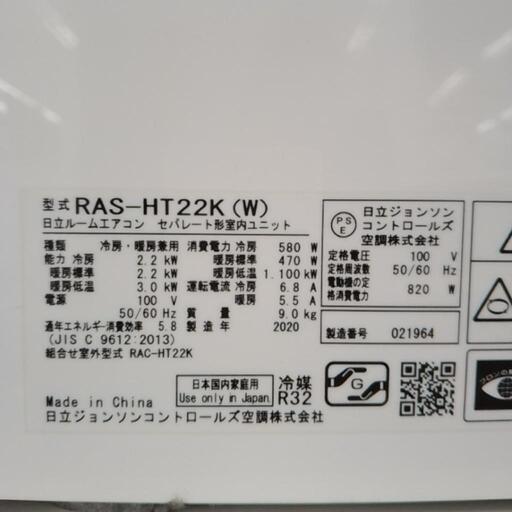 型式 RAS-HT22K(W)
日立ルームエアコン セパレート形室内ユニット
種類 冷房・暖房兼用 消費電力 冷房 580 W
能力 冷房 2.2 kW 暖房標準 470 W
暖房標準 2.2 kW 暖房低温 1.100 kW
暖房低温 3.0 kW 運転電流 冷房 6.8 A
電源 100 V 暖房 5.5 A
50/60 Hz 質量 9.0 kg
通年エネルギー消費効率 5.8 製造年 2020
(JIS C 9612:2013)
組合せ室外型式 RAC-HT22K
Made in China
日立ジョンソンコントロールズ空調株式会社
日本国内家庭用
Use only in Japan.
冷媒
R32
G
PS
E
日立ジョンソン
コントロールズ
空調株式会社
定格電圧 100 V
定格周波数 50/60 Hz
電動機の定格消費電力 820 W
製造番号 021964